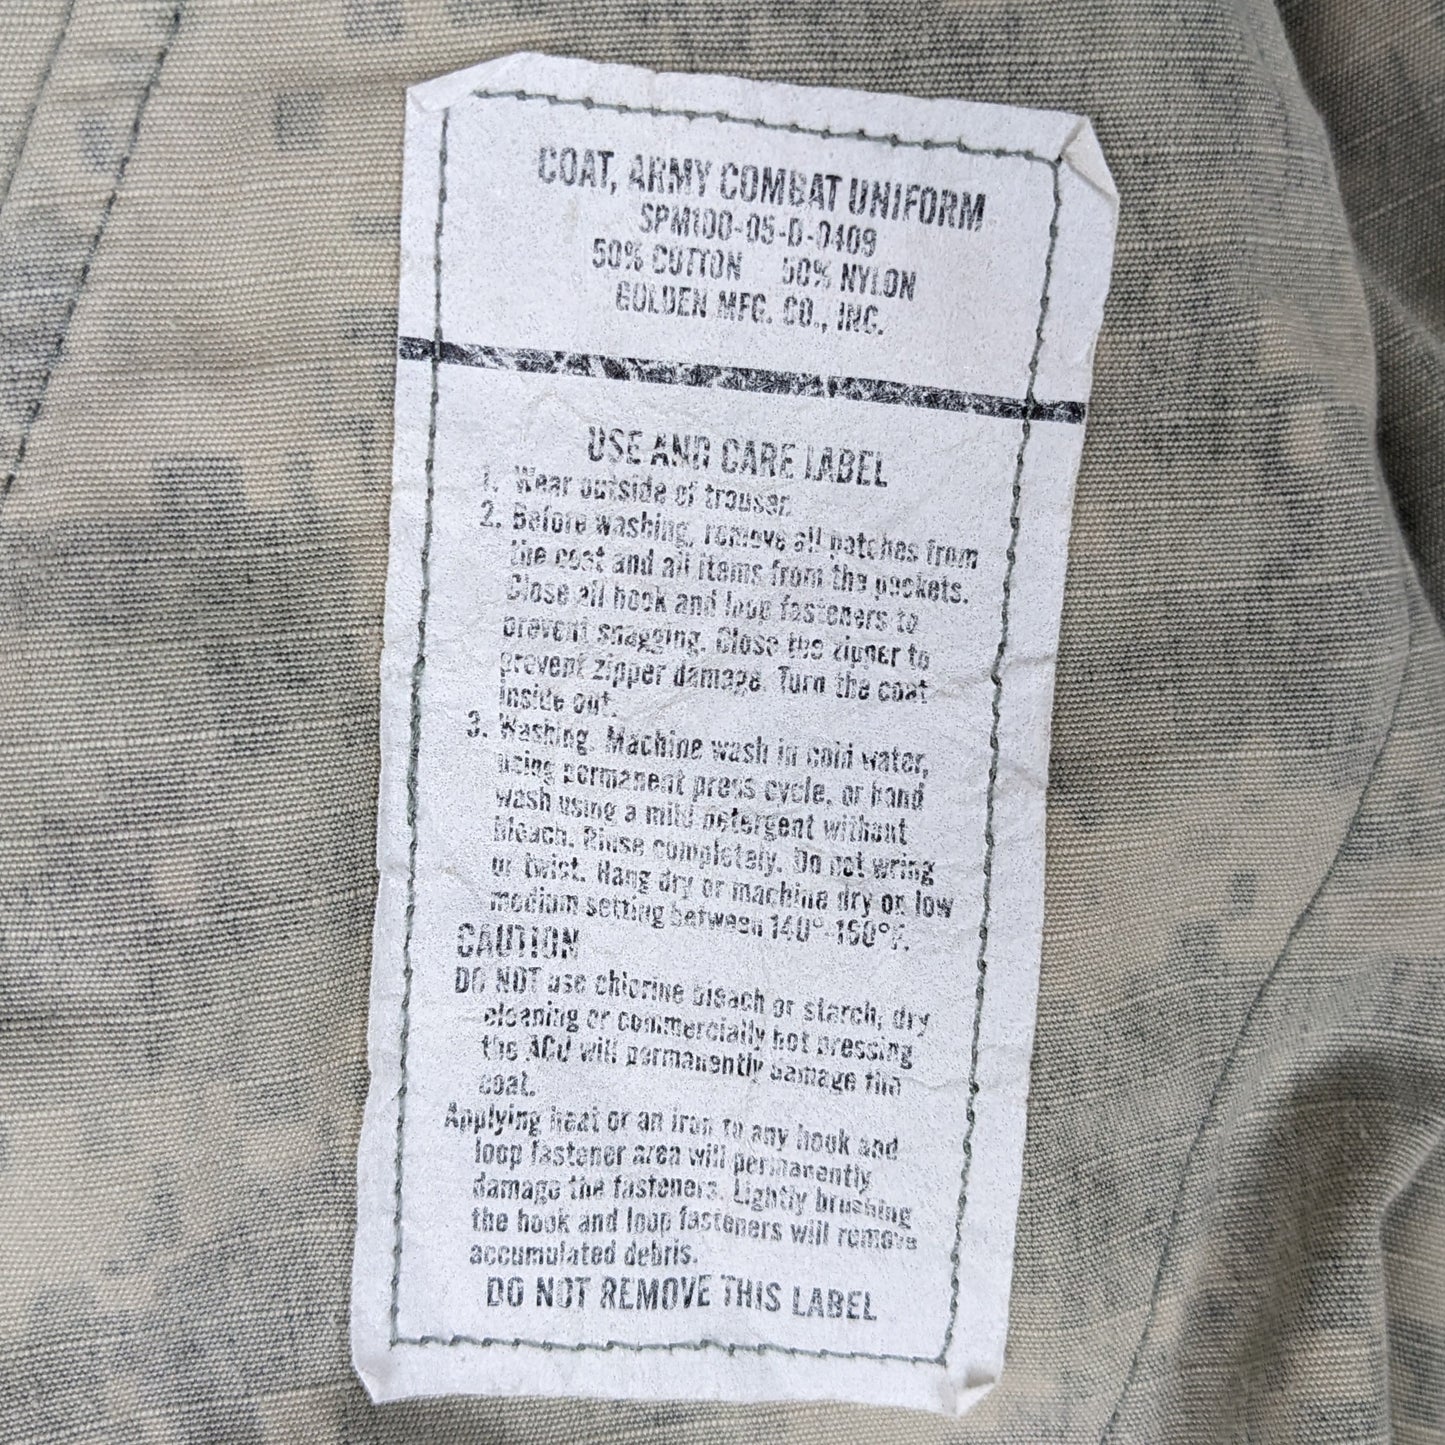 COAT, ARMY COMBAT UNIFORM
SPM100-05-D-0409
50% COTTON 50% NYLON
GOLDEN MFG. CO., INC.
USE AND CARE LABEL
1. Wear outside of trouser.
2. Before washing, remove all patches from
the coat and all items from the pockets.
Close all hook and loop fasteners to
prevent snagging. Close the zipper to
prevent zipper damage. Turn the coat
inside out.
3. Washing. Machine wash in cold water,
using permanent press cycle, or hand
wash using a mild detergent without
bleach. Rinse completely. Do not wring
or twist. Hang dry or machine dry on low
medium setting between 140°-160°F.
CAUTION
DO NOT use chlorine bleach or starch, dry
cleaning or commercially hot pressing
the ACU will permanently damage the
coat.
Applying heat or an iron to any hook and
loop fastener area will permanently
damage the fasteners. Lightly brushing
the hook and loop fasteners will remove
accumulated debris.
DO NOT REMOVE THIS LABEL